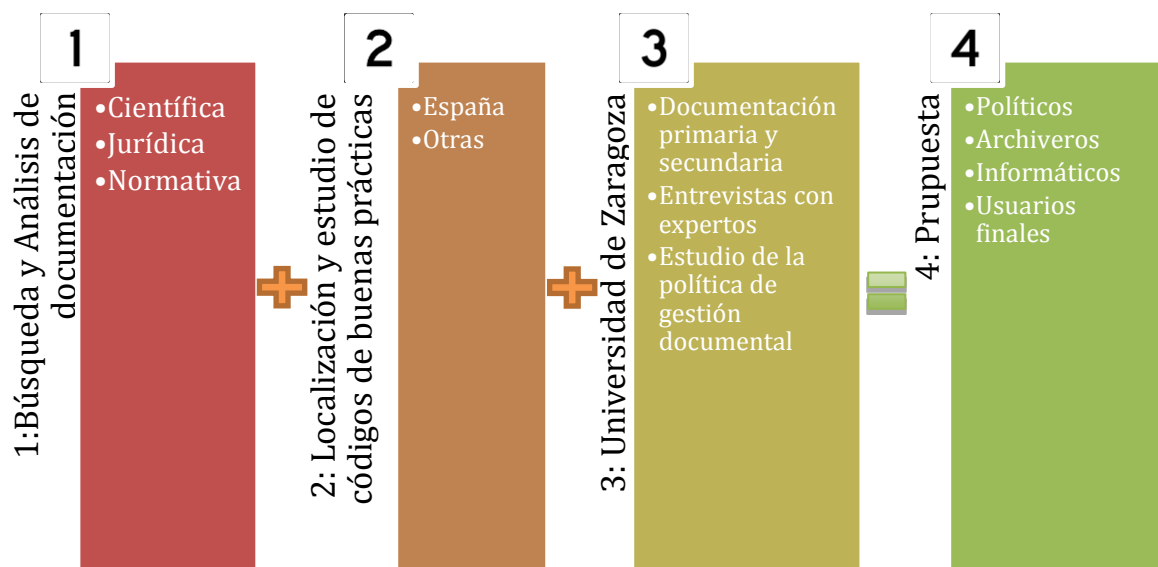 1
1:Búsqueda y Análisis de
documentación
•Científica
•Jurídica
•Normativa
2
2: Localización y estudio de
códigos de buenas prácticas
•España
•Otras
3
3: Universidad de Zaragoza
•Documentación
primaria y
secundaria
•Entrevistas con
expertos
•Estudio de la
política de
gestión
documental
4
4: Prupuesta
•Políticos
•Archiveros
•Informáticos
•Usuarios
finales